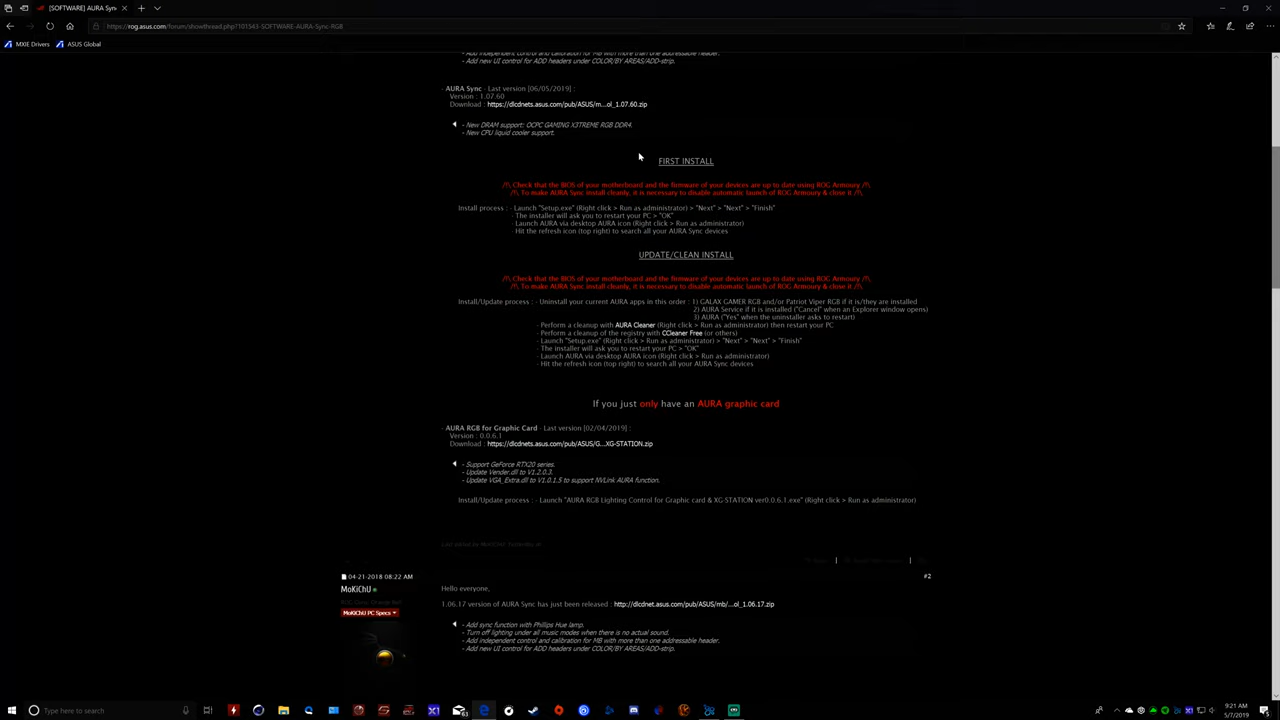 [SOFTWARE] AURA Syn
https://rog.asus.com/forum/showthread.php?101543-SOFTWARE-AURA-Sync-RGB
MXIE Drivers
ASUS Global
- Add independent control and calibration for MB with more than one addressable header.
- Add new UI control for ADD headers under COLOR/BY AREAS/ADD-strip.
- AURA Sync - Last version [06/05/2019] :
Version : 1.07.60
Download : https://dlcdnets.asus.com/pub/ASUS/m...ol_1.07.60.zip
- New DRAM support: OCPC GAMING X3TREME RGB DDR4.
- New CPU liquid cooler support.
FIRST INSTALL
/!\ Check that the BIOS of your motherboard and the firmware of your devices are up to date using ROG Armoury /!\
/!\ To make AURA Sync install cleanly, it is necessary to disable automatic launch of ROG Armoury & close it /!\
Install process : - Launch "Setup.exe" (Right click > Run as administrator) > "Next" > "Next" > "Finish"
- The installer will ask you to restart your PC > "OK"
- Launch AURA via desktop AURA icon (Right click > Run as administrator)
- Hit the refresh icon (top right) to search all your AURA Sync devices
UPDATE/CLEAN INSTALL
/!\ Check that the BIOS of your motherboard and the firmware of your devices are up to date using ROG Armoury /!\
/!\ To make AURA Sync install cleanly, it is necessary to disable automatic launch of ROG Armoury & close it /!\
Install/Update process : - Uninstall your current AURA apps in this order : 1) GALAX GAMER RGB and/or Patriot Viper RGB if it is/they are installed
2) AURA Service if it is installed ("Cancel" when an Explorer window opens)
3) AURA ("Yes" when the uninstaller asks to restart)
- Perform a cleanup with AURA Cleaner (Right click > Run as administrator) then restart your PC
- Perform a cleanup of the registry with CCleaner Free (or others)
- Launch "Setup.exe" (Right click > Run as administrator) > "Next" > "Next" > "Finish"
- The installer will ask you to restart your PC > "OK"
- Launch AURA via desktop AURA icon (Right click > Run as administrator)
- Hit the refresh icon (top right) to search all your AURA Sync devices
If you just only have an AURA graphic card
- AURA RGB for Graphic Card - Last version [02/04/2019] :
Version : 0.0.6.1
Download : https://dlcdnets.asus.com/pub/ASUS/G...XG-STATION.zip
- Support GeForce RTX20 series.
- Update Vender.dll to V1.2.0.3.
- Update VGA_Extra.dll to V1.0.1.5 to support NVLink AURA function.
Install/Update process : - Launch "AURA RGB Lighting Control for Graphic card & XG-STATION ver0.0.6.1.exe" (Right click > Run as administrator)
04-21-2018 08:22 AM
#2
MoKiChU
MoKiChU PC Specs
Hello everyone,
1.06.17 version of AURA Sync has just been released : http://dlcdnet.asus.com/pub/ASUS/mb/...ol_1.06.17.zip
- Add sync function with Phillips Hue lamp.
- Turn off lighting under all music modes when there is no actual sound.
- Add independent control and calibration for MB with more than one addressable header.
- Add new UI control for ADD headers under COLOR/BY AREAS/ADD-strip.
Type here to search
63
9:21 AM
5/7/2019